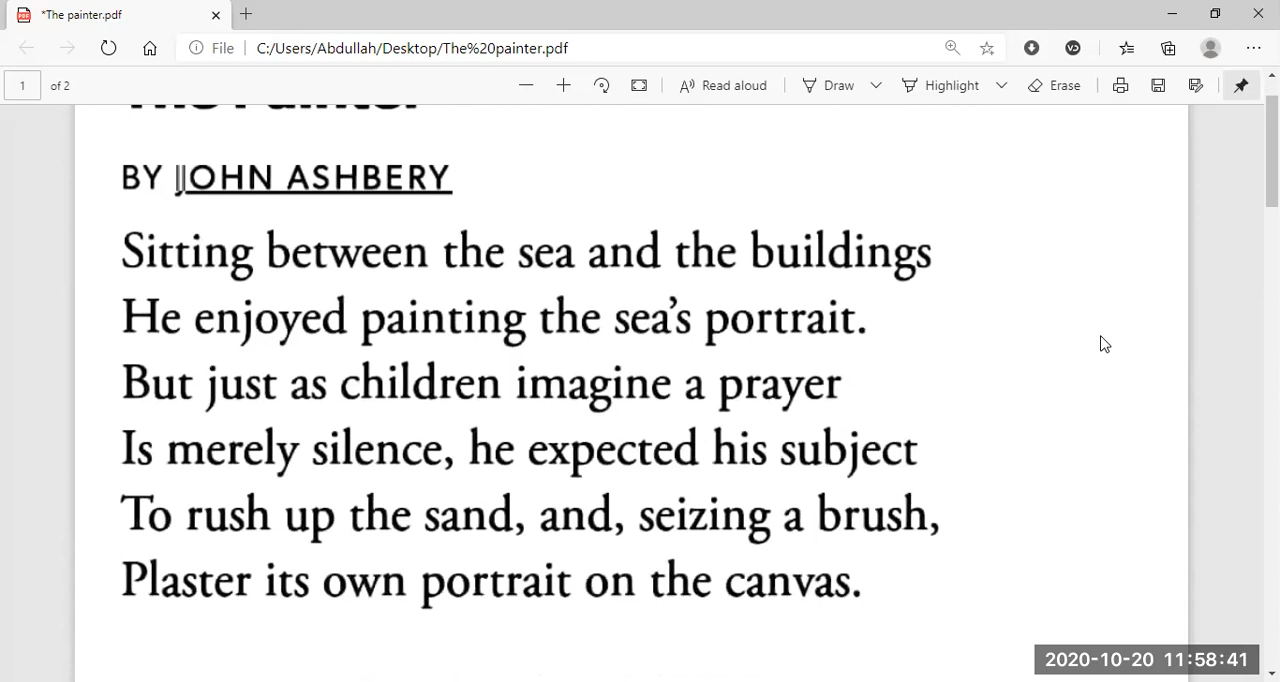 *The painter.pdf
File C:/Users/Abdullah/Desktop/The%20painter.pdf
1 of 2 Read aloud Draw Highlight Erase
The Painter
BY JOHN ASHBERY
Sitting between the sea and the buildings
He enjoyed painting the sea’s portrait.
But just as children imagine a prayer
Is merely silence, he expected his subject
To rush up the sand, and, seizing a brush,
Plaster its own portrait on the canvas.
2020-10-20 11:58:41